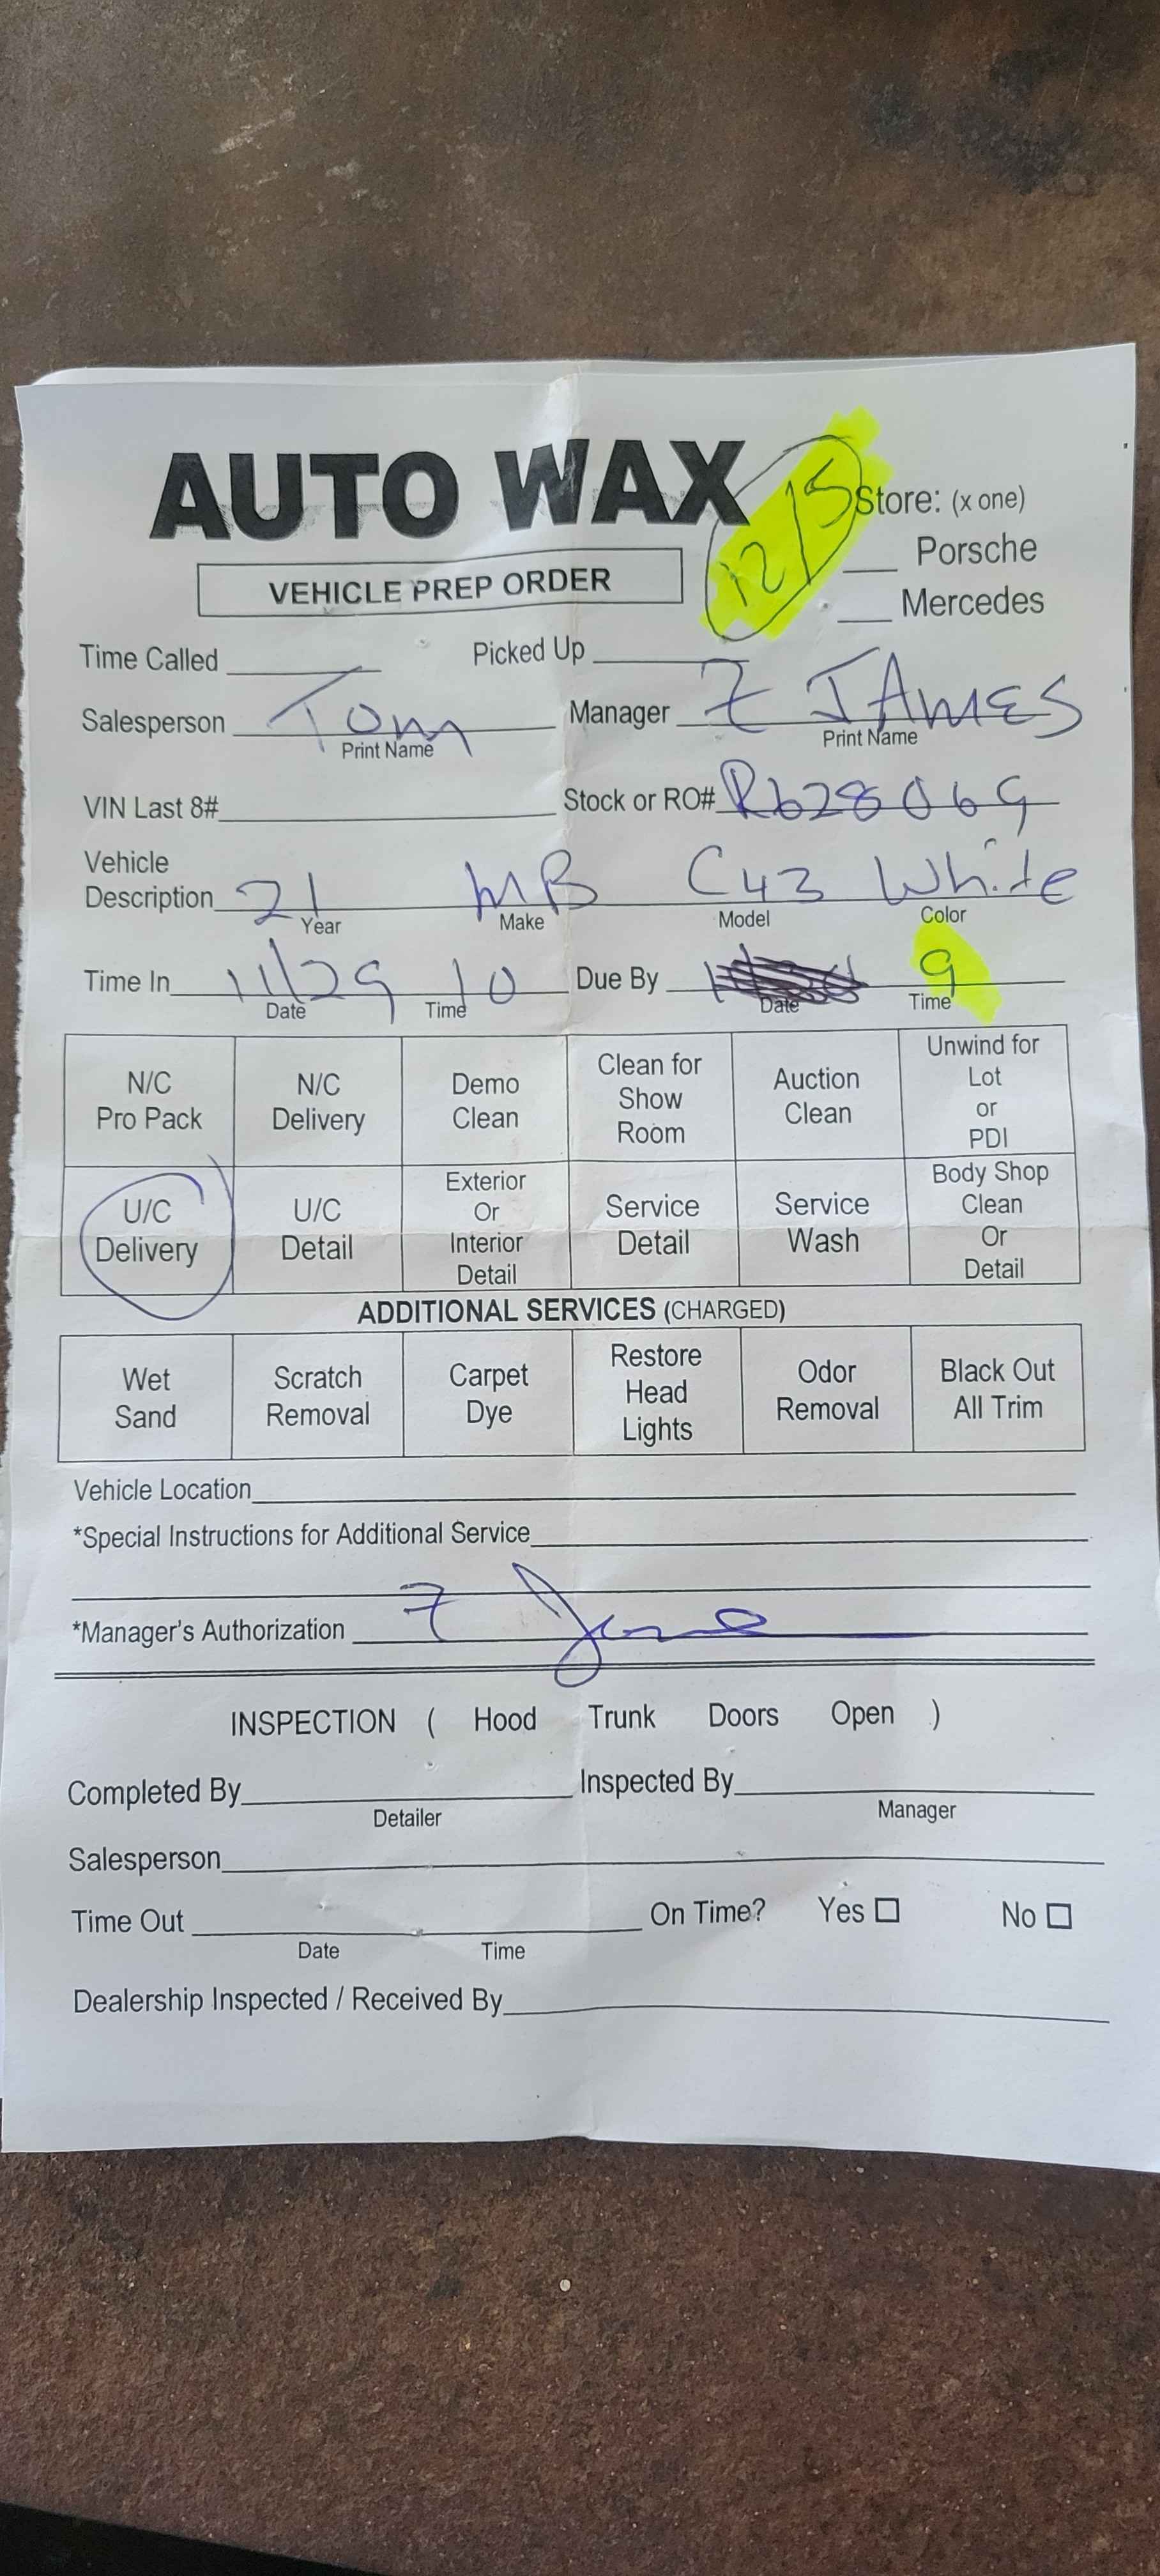 AUTO WAX
12/5
Store: (x one)
Porsche
Mercedes
VEHICLE PREP ORDER
Time Called
Picked Up
Salesperson Tom
Print Name
Manager Z JAMES
Print Name
VIN Last 8#
Stock or RO# R628069
Vehicle
Description 21 MB C43 White
Year Make Model Color
Time In 11/29 10 Due By 9
Date Time Date Time
N/C
Pro Pack
N/C
Delivery
Demo
Clean
Clean for
Show
Room
Auction
Clean
Unwind for
Lot
or
PDI
U/C
Delivery
U/C
Detail
Exterior
Or
Interior
Detail
Service
Detail
Service
Wash
Body Shop
Clean
Or
Detail
ADDITIONAL SERVICES (CHARGED)
Wet
Sand
Scratch
Removal
Carpet
Dye
Restore
Head
Lights
Odor
Removal
Black Out
All Trim
Vehicle Location
*Special Instructions for Additional Service
*Manager's Authorization
INSPECTION ( Hood Trunk Doors Open )
Completed By Inspected By
Detailer Manager
Salesperson
Time Out On Time? Yes No
Date Time
Dealership Inspected / Received By